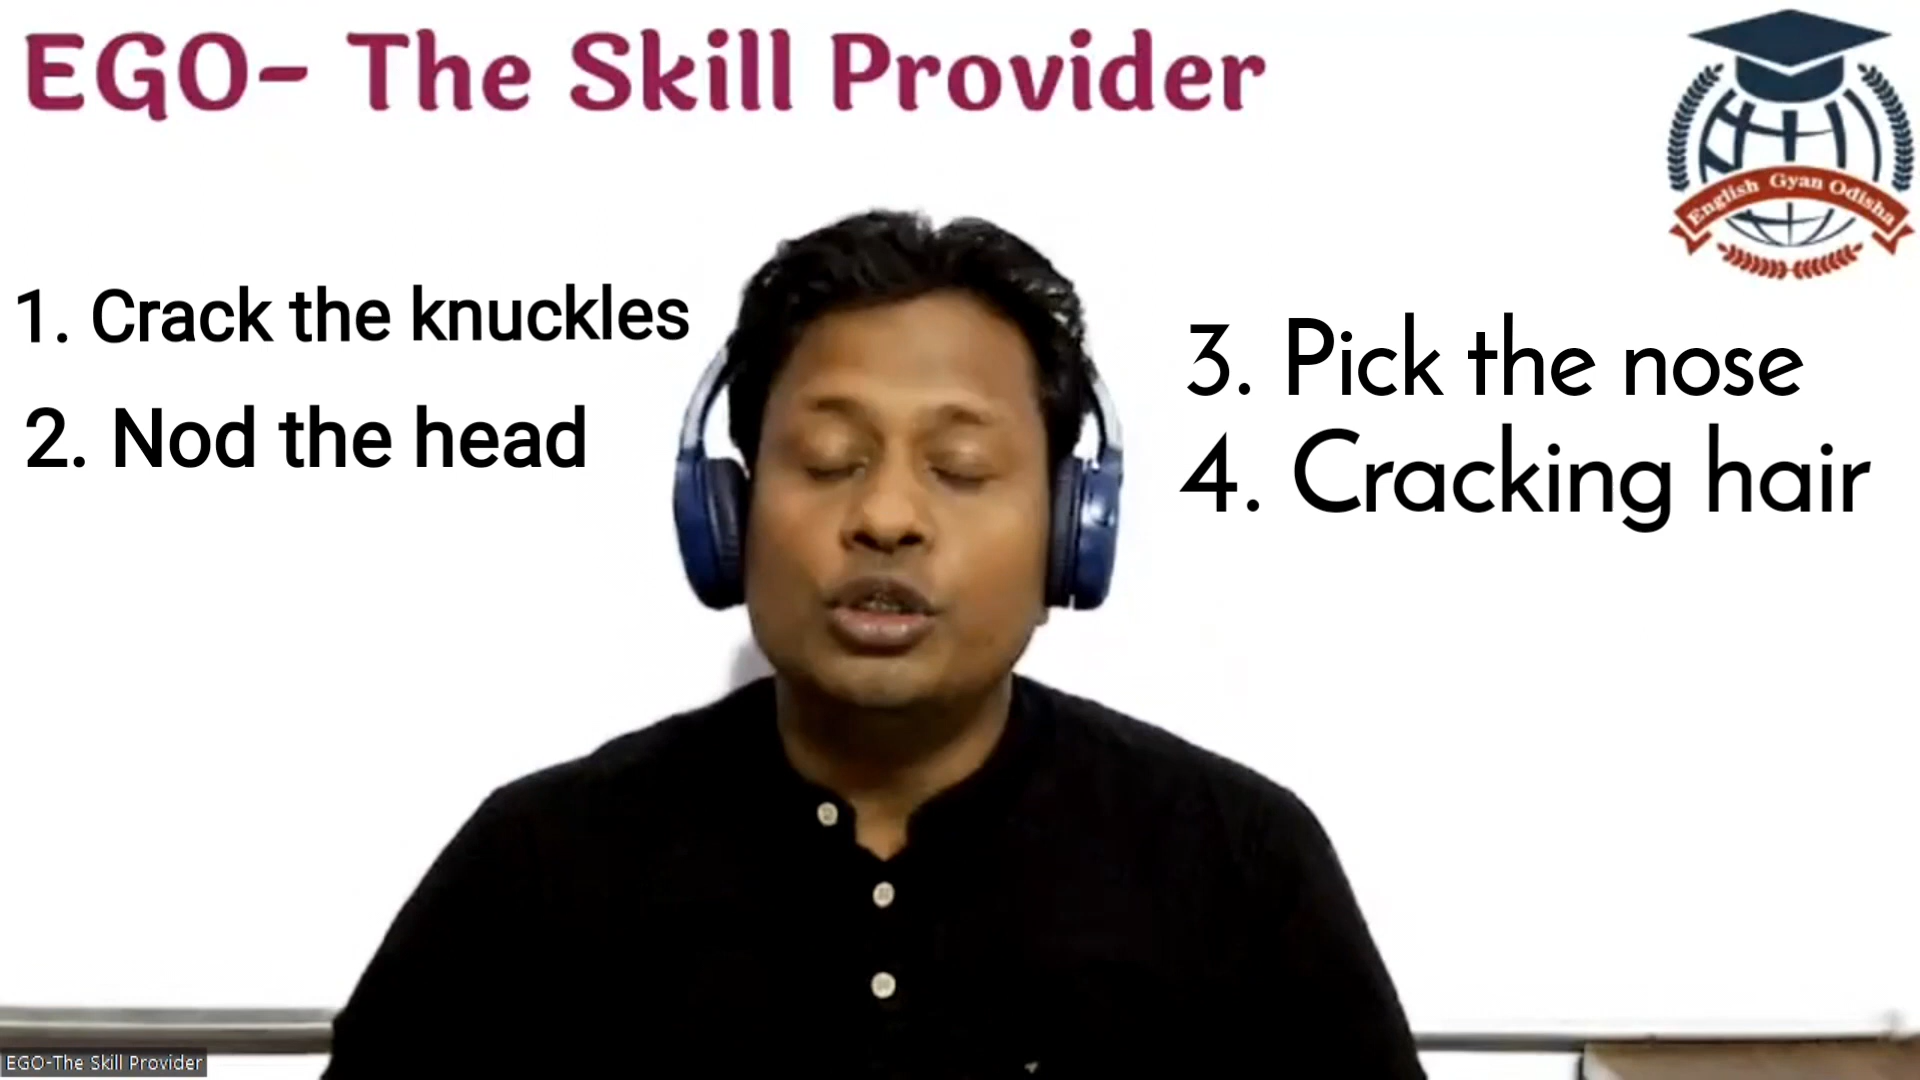 EGO- The Skill Provider
English Gyan Odisha
1. Crack the knuckles
2. Nod the head
3. Pick the nose
4. Cracking hair
EGO-The Skill Provider